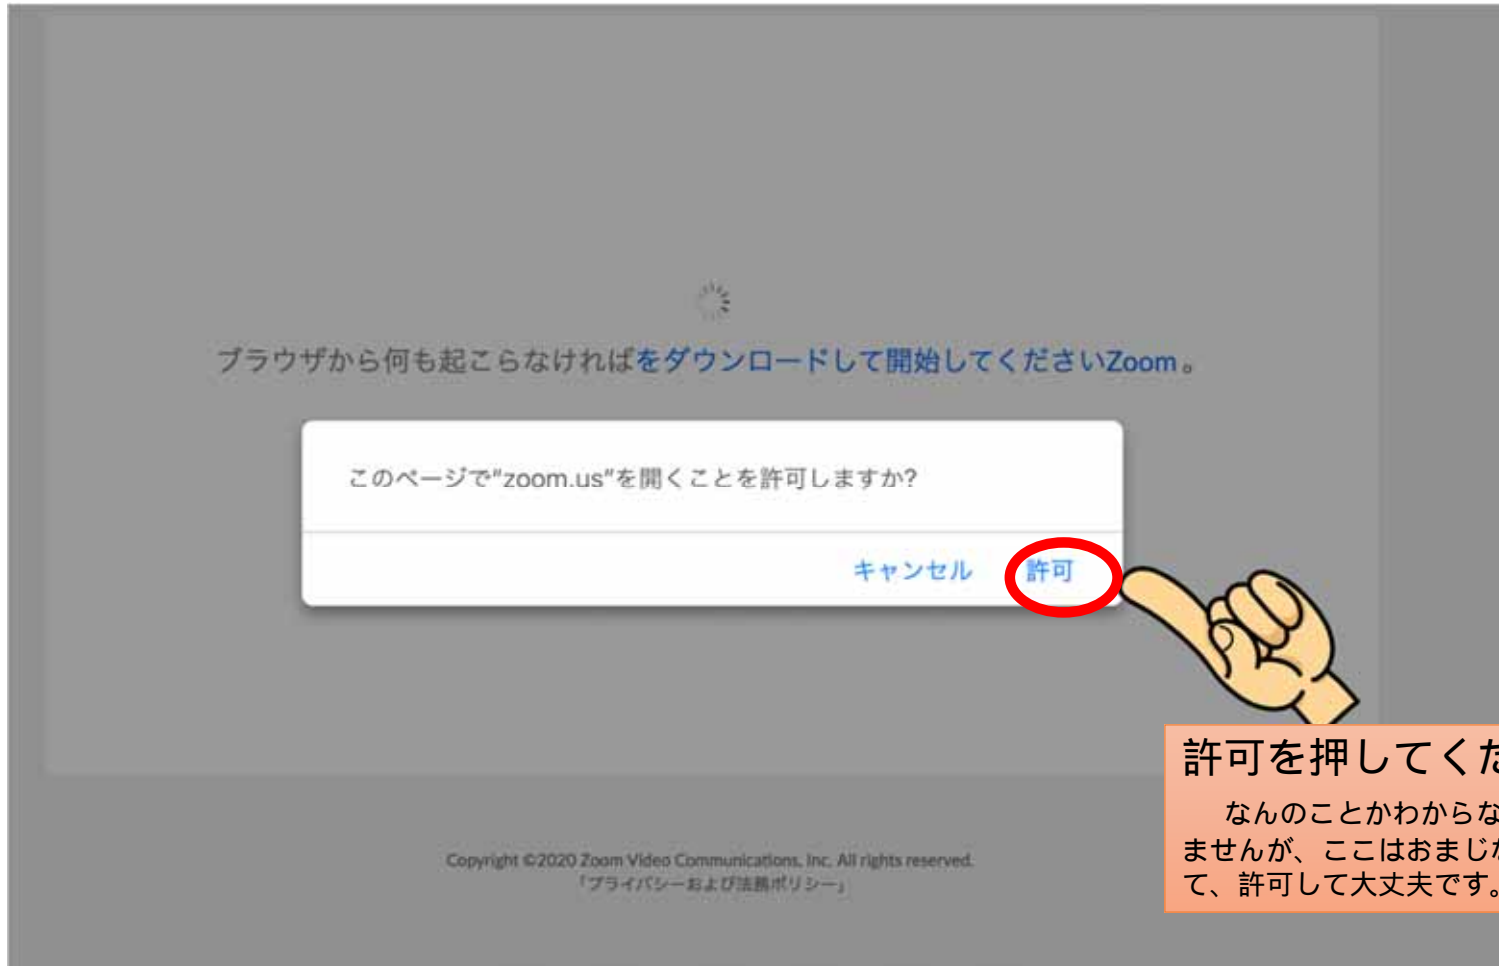 ブラウザから何も起こらなければをダウンロードして開始してくださいZoom。
このページで"zoom.us"を開くことを許可しますか?
キャンセル 許可
許可を押してくだ
なんのことかわからな
ませんが、ここはおまじな
て、許可して大丈夫です。
Copyright ©2020 Zoom Video Communications, Inc. All rights reserved.
「プライバシーおよび法務ポリシー」